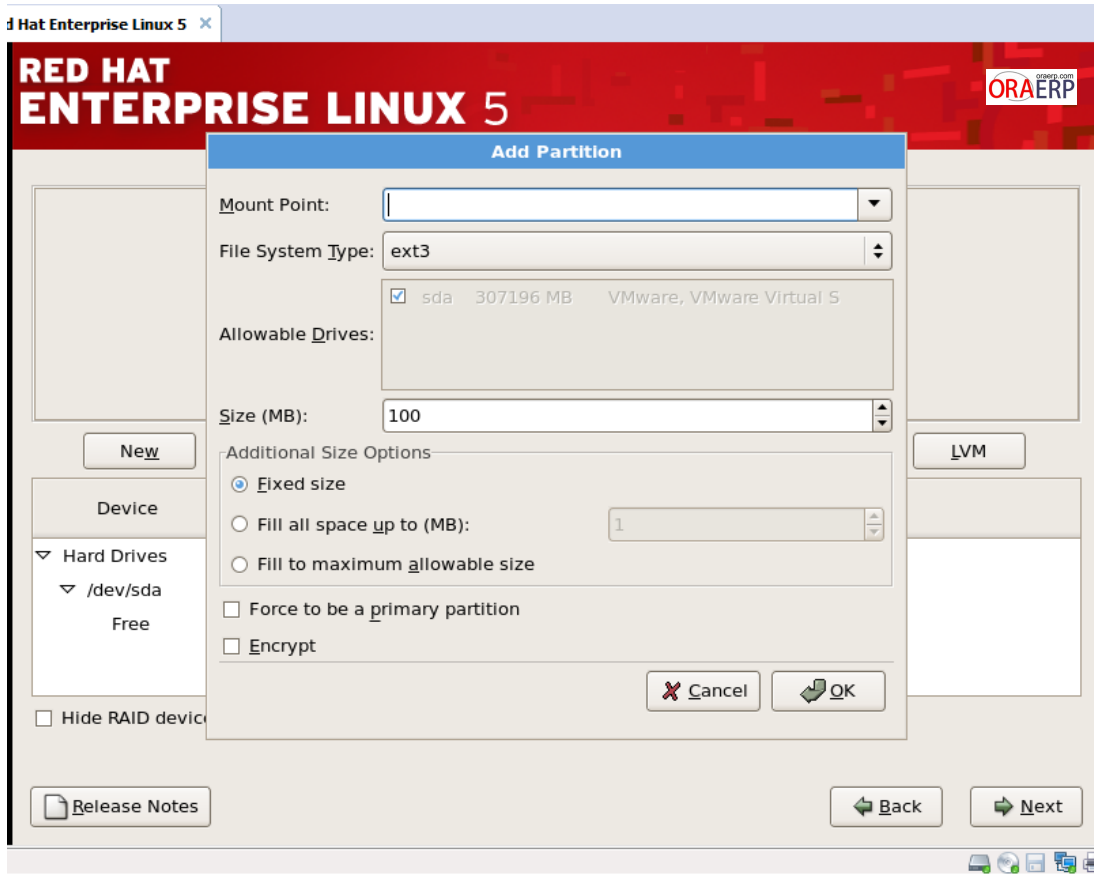 d Hat Enterprise Linux 5
RED HAT
ENTERPRISE LINUX 5
oraerp.com
ORAERP
Add Partition
Mount Point:
File System Type: ext3
sda 307196 MB VMware, VMware Virtual S
Allowable Drives:
Size (MB): 100
New
LVM
Additional Size Options
Fixed size
Device
Fill all space up to (MB): 1
Hard Drives
Fill to maximum allowable size
/dev/sda
Force to be a primary partition
Free
Encrypt
Cancel OK
Hide RAID devic
Release Notes
Back Next